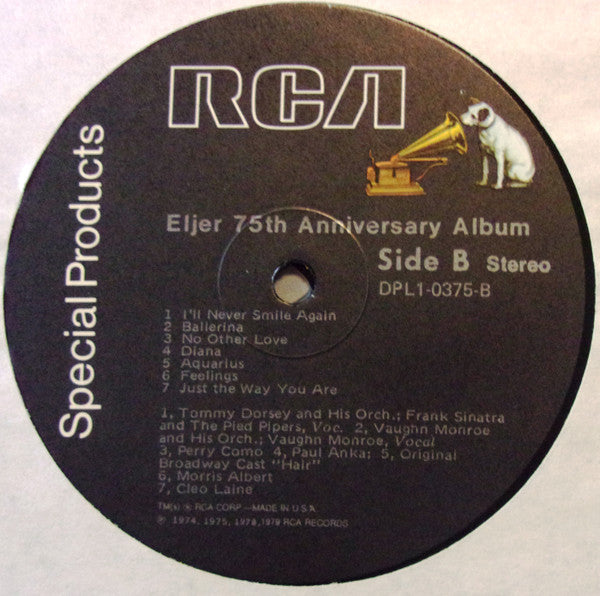 RCA
Special Products
Eljer 75th Anniversary Album
Side B Stereo
DPL1-0375-B
1 I'll Never Smile Again
2 Ballerina
3 No Other Love
4 Diana
5 Aquarius
6 Feelings
7 Just the Way You Are
1, Tommy Dorsey and His Orch.; Frank Sinatra
and The Pied Pipers, Voc. 2, Vaughn Monroe
and His Orch.; Vaughn Monroe, Vocal
3, Perry Como 4, Paul Anka; 5, Original
Broadway Cast "Hair"
6, Morris Albert
7, Cleo Laine
TM(s) ® RCA CORP—MADE IN U.S.A.
℗ 1974, 1975, 1978, 1979 RCA RECORDS